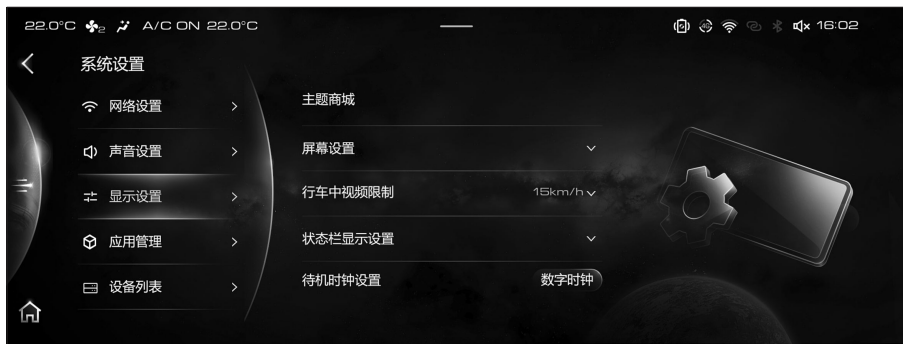 22.0°C 2 A/C ON 22.0°C
4G 16:02
系统设置
网络设置
声音设置
显示设置
应用管理
设备列表
主题商城
屏幕设置
行车中视频限制 15km/h
状态栏显示设置
待机时钟设置 数字时钟